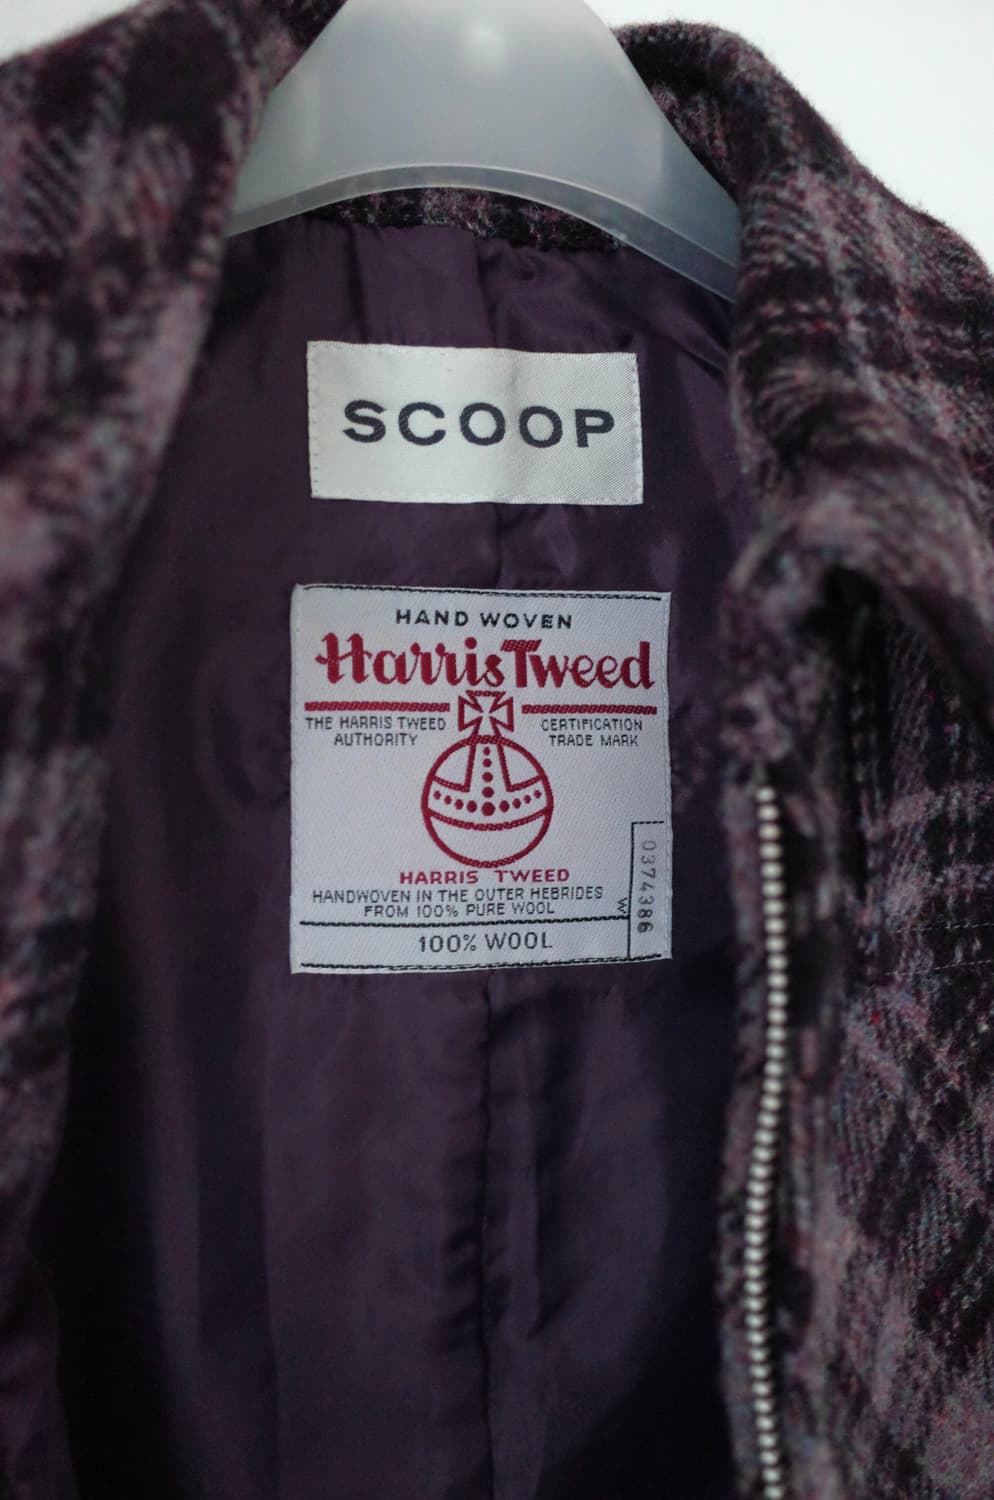 SCOOP
HAND WOVEN
Harris Tweed
THE HARRIS TWEED
AUTHORITY
CERTIFICATION
TRADE MARK
HARRIS TWEED
HANDWOVEN IN THE OUTER HEBRIDES
FROM 100% PURE WOOL
100% WOOL
W
0374386